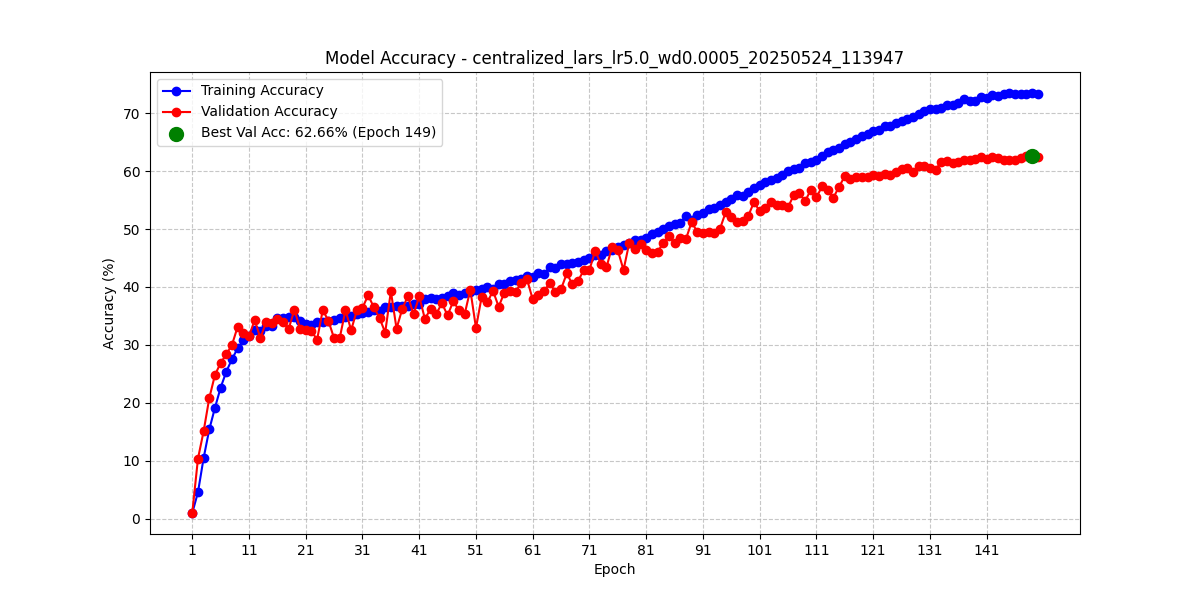 Model Accuracy - centralized_lars_lr5.0_wd0.0005_20250524_113947
Training Accuracy
Validation Accuracy
Best Val Acc: 62.66% (Epoch 149)
Accuracy (%)
70
60
50
40
30
20
10
0
1 11 21 31 41 51 61 71 81 91 101 111 121 131 141
Epoch